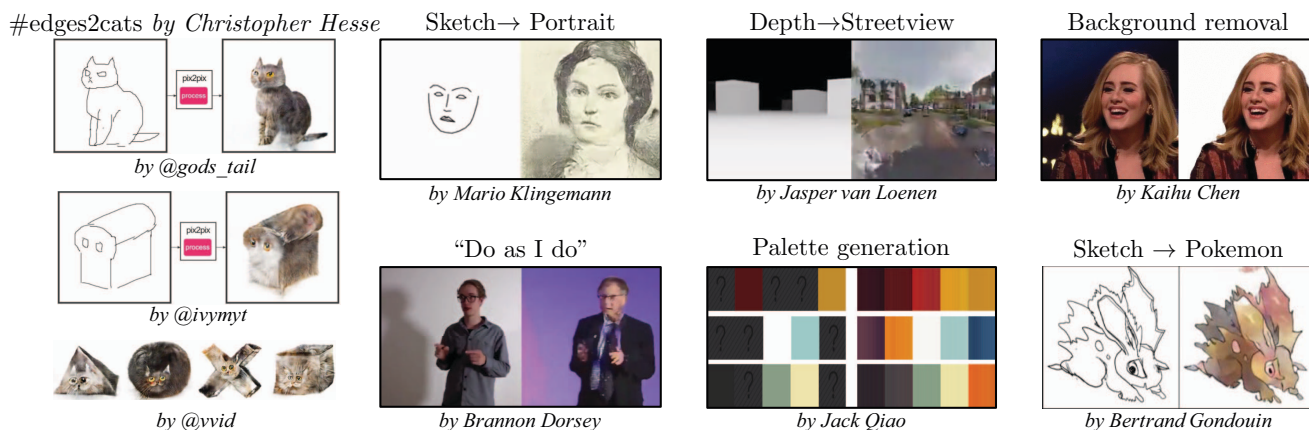 #edges2cats by Christopher Hesse
pix2pix
process
by @gods_tail
pix2pix
process
by @ivymyt
by @vvid
Sketch→ Portrait
by Mario Klingemann
Depth→Streetview
by Jasper van Loenen
Background removal
by Kaihu Chen
“Do as I do”
by Brannon Dorsey
Palette generation
? ? ?
? ? ?
? ?
by Jack Qiao
Sketch → Pokemon
by Bertrand Gondouin